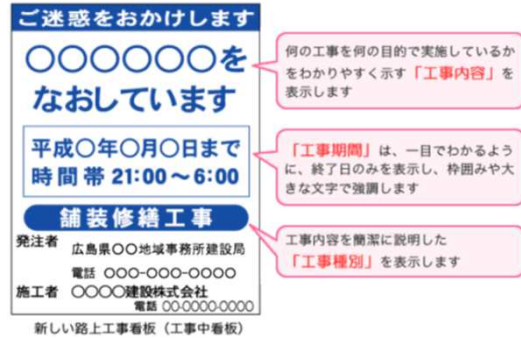 ご迷惑をおかけします
〇〇〇〇〇〇を
なおしています
平成〇年〇月〇日まで
時間帯 21:00～6:00
舗装修繕工事
発注者 広島県〇〇地域事務所建設局
電話 〇〇〇-〇〇〇-〇〇〇〇
施工者 〇〇〇〇建設株式会社
電話 00-0000-0000
新しい路上工事看板（工事中看板）
何の工事を何の目的で実施しているか
をわかりやすく示す「工事内容」を
表示します
「工事期間」は、一目でわかるよう
に、終了日のみを表示し、枠囲みや大
きな文字で強調します
工事内容を簡潔に説明した
「工事種別」を表示します